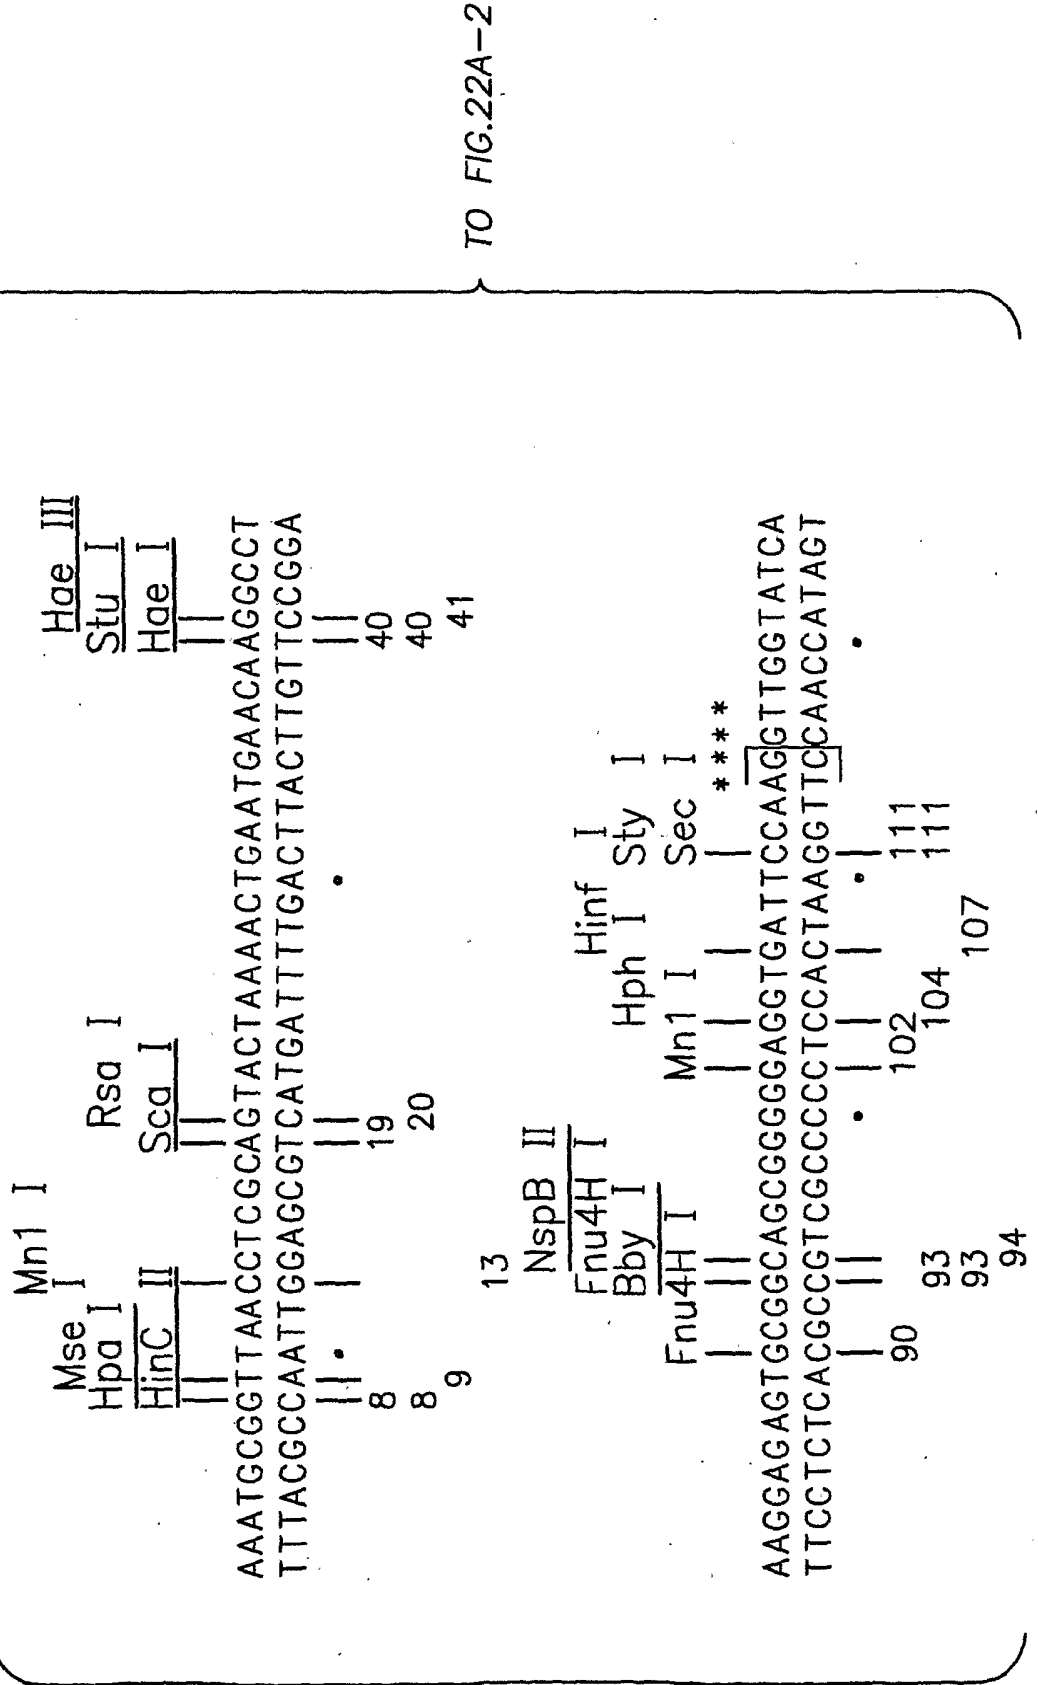 Mn1 I
Hae III
Mse I
Hpa I
Rsa I
Stu I
HinC II
Sca I
Hae I
AAATGCGGTTAACCTCGCAGTACTAAAACTGAATGAACAAGGCCT
TTTACGCCAATTGGAGCGTCATGATTTTGACTTACTTGTTCCGGA
8 19 40
8 20 40
9 41
13
TO FIG.22A-2
NspB II
Fnu4H I
Hinf I
Bby I
Hph I
Sty I
Fnu4H I
Mn1 I
Sec I
****
AAGGAGAGTGCGGCAGCGGGGGAGGTGATTCCAAGGTTGGTATCA
TTCCTCTCACGCCGTCGCCCCCTCCACTAAGGTTCCAACCATAGT
90 102 111
93 104 111
93 107
94